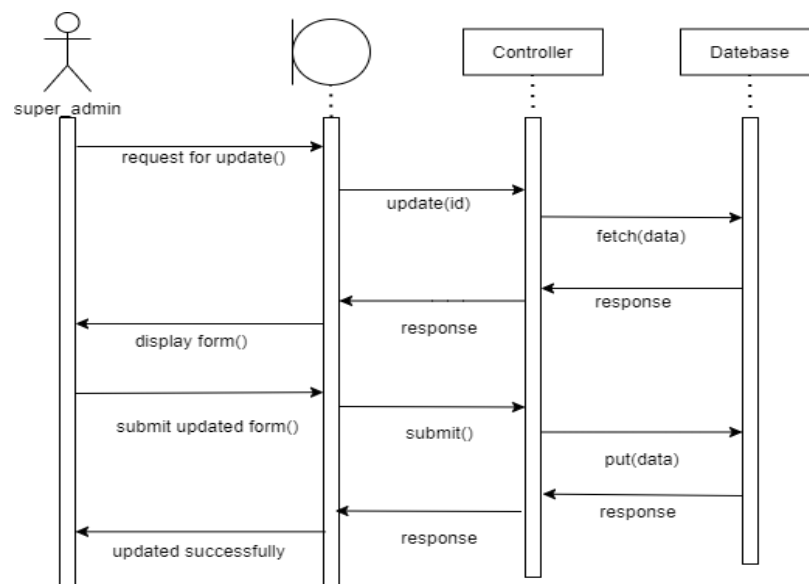 Controller
Datebase
super_admin
request for update()
update(id)
fetch(data)
response
response
display form()
submit updated form()
submit()
put(data)
response
response
updated successfully